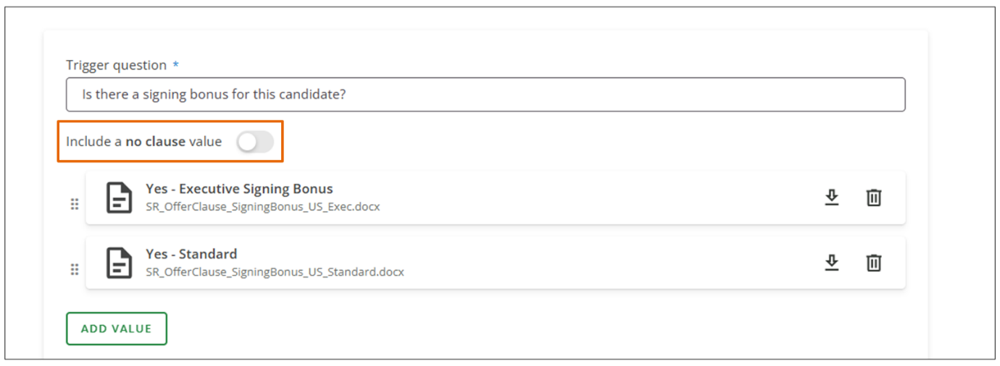 Trigger question *
Is there a signing bonus for this candidate?
Include a no clause value
Yes - Executive Signing Bonus
SR_OfferClause_SigningBonus_US_Exec.docx
Yes - Standard
SR_OfferClause_SigningBonus_US_Standard.docx
ADD VALUE